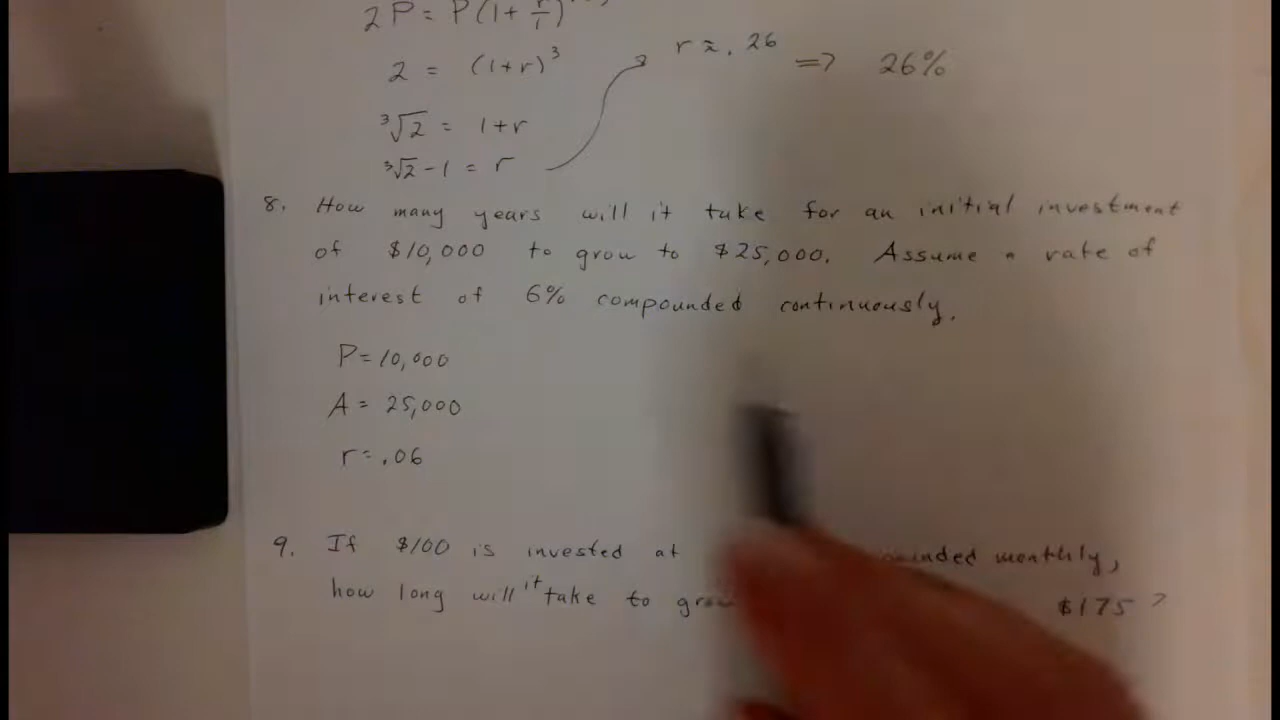 2P = P(1 + r/1)
2 = (1+r)³
r ≈ .26 => 26%
³√2 = 1+r
³√2 - 1 = r
8. How many years will it take for an initial investment
of $10,000 to grow to $25,000. Assume a rate of
interest of 6% compounded continuously.
P = 10,000
A = 25,000
r = .06
9. If $100 is invested at monthly,
how long will it take to $175?